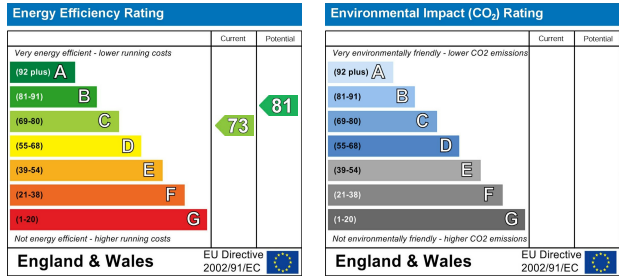 Energy Efficiency Rating
Current Potential
Very energy efficient - lower running costs
(92 plus) A
(81-91) B
(69-80) C
(55-68) D
(39-54) E
(21-38) F
(1-20) G
73
81
Not energy efficient - higher running costs
England & Wales
EU Directive
2002/91/EC
Environmental Impact (CO₂) Rating
Current Potential
Very environmentally friendly - lower CO2 emissions
(92 plus) A
(81-91) B
(69-80) C
(55-68) D
(39-54) E
(21-38) F
(1-20) G
Not environmentally friendly - higher CO2 emissions
England & Wales
EU Directive
2002/91/EC